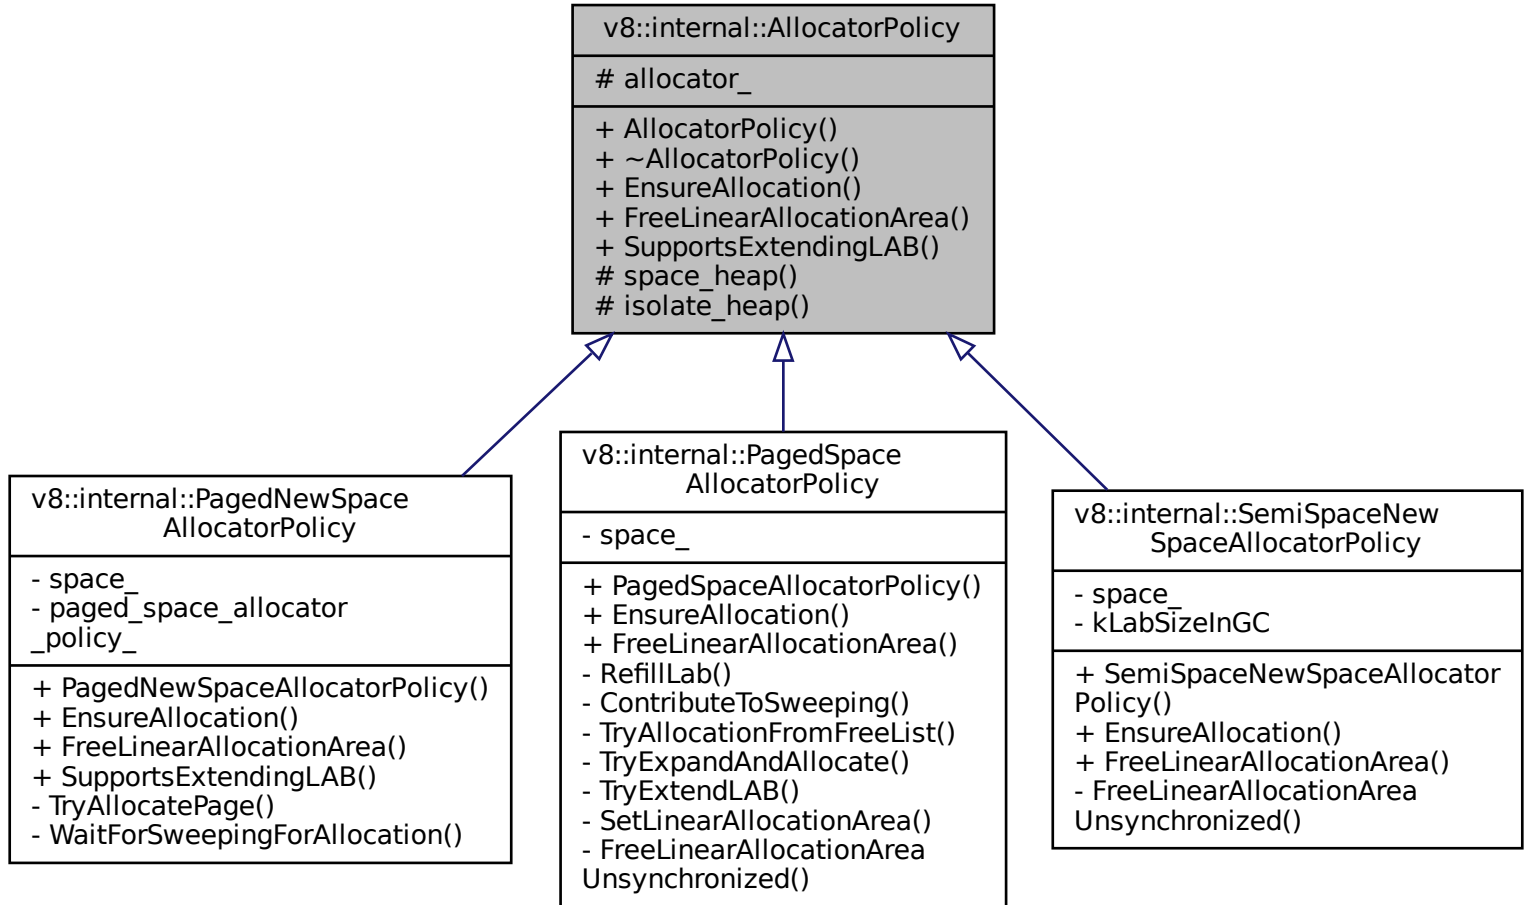 v8::internal::AllocatorPolicy
# allocator_
+ AllocatorPolicy()
+ ~AllocatorPolicy()
+ EnsureAllocation()
+ FreeLinearAllocationArea()
+ SupportsExtendingLAB()
# space_heap()
# isolate_heap()
v8::internal::PagedNewSpace
AllocatorPolicy
- space_
- paged_space_allocator
_policy_
+ PagedNewSpaceAllocatorPolicy()
+ EnsureAllocation()
+ FreeLinearAllocationArea()
+ SupportsExtendingLAB()
- TryAllocatePage()
- WaitForSweepingForAllocation()
v8::internal::PagedSpace
AllocatorPolicy
- space_
+ PagedSpaceAllocatorPolicy()
+ EnsureAllocation()
+ FreeLinearAllocationArea()
- RefillLab()
- ContributeToSweeping()
- TryAllocationFromFreeList()
- TryExpandAndAllocate()
- TryExtendLAB()
- SetLinearAllocationArea()
- FreeLinearAllocationArea
Unsynchronized()
v8::internal::SemiSpaceNew
SpaceAllocatorPolicy
- space_
- kLabSizeInGC
+ SemiSpaceNewSpaceAllocator
Policy()
+ EnsureAllocation()
+ FreeLinearAllocationArea()
- FreeLinearAllocationArea
Unsynchronized()